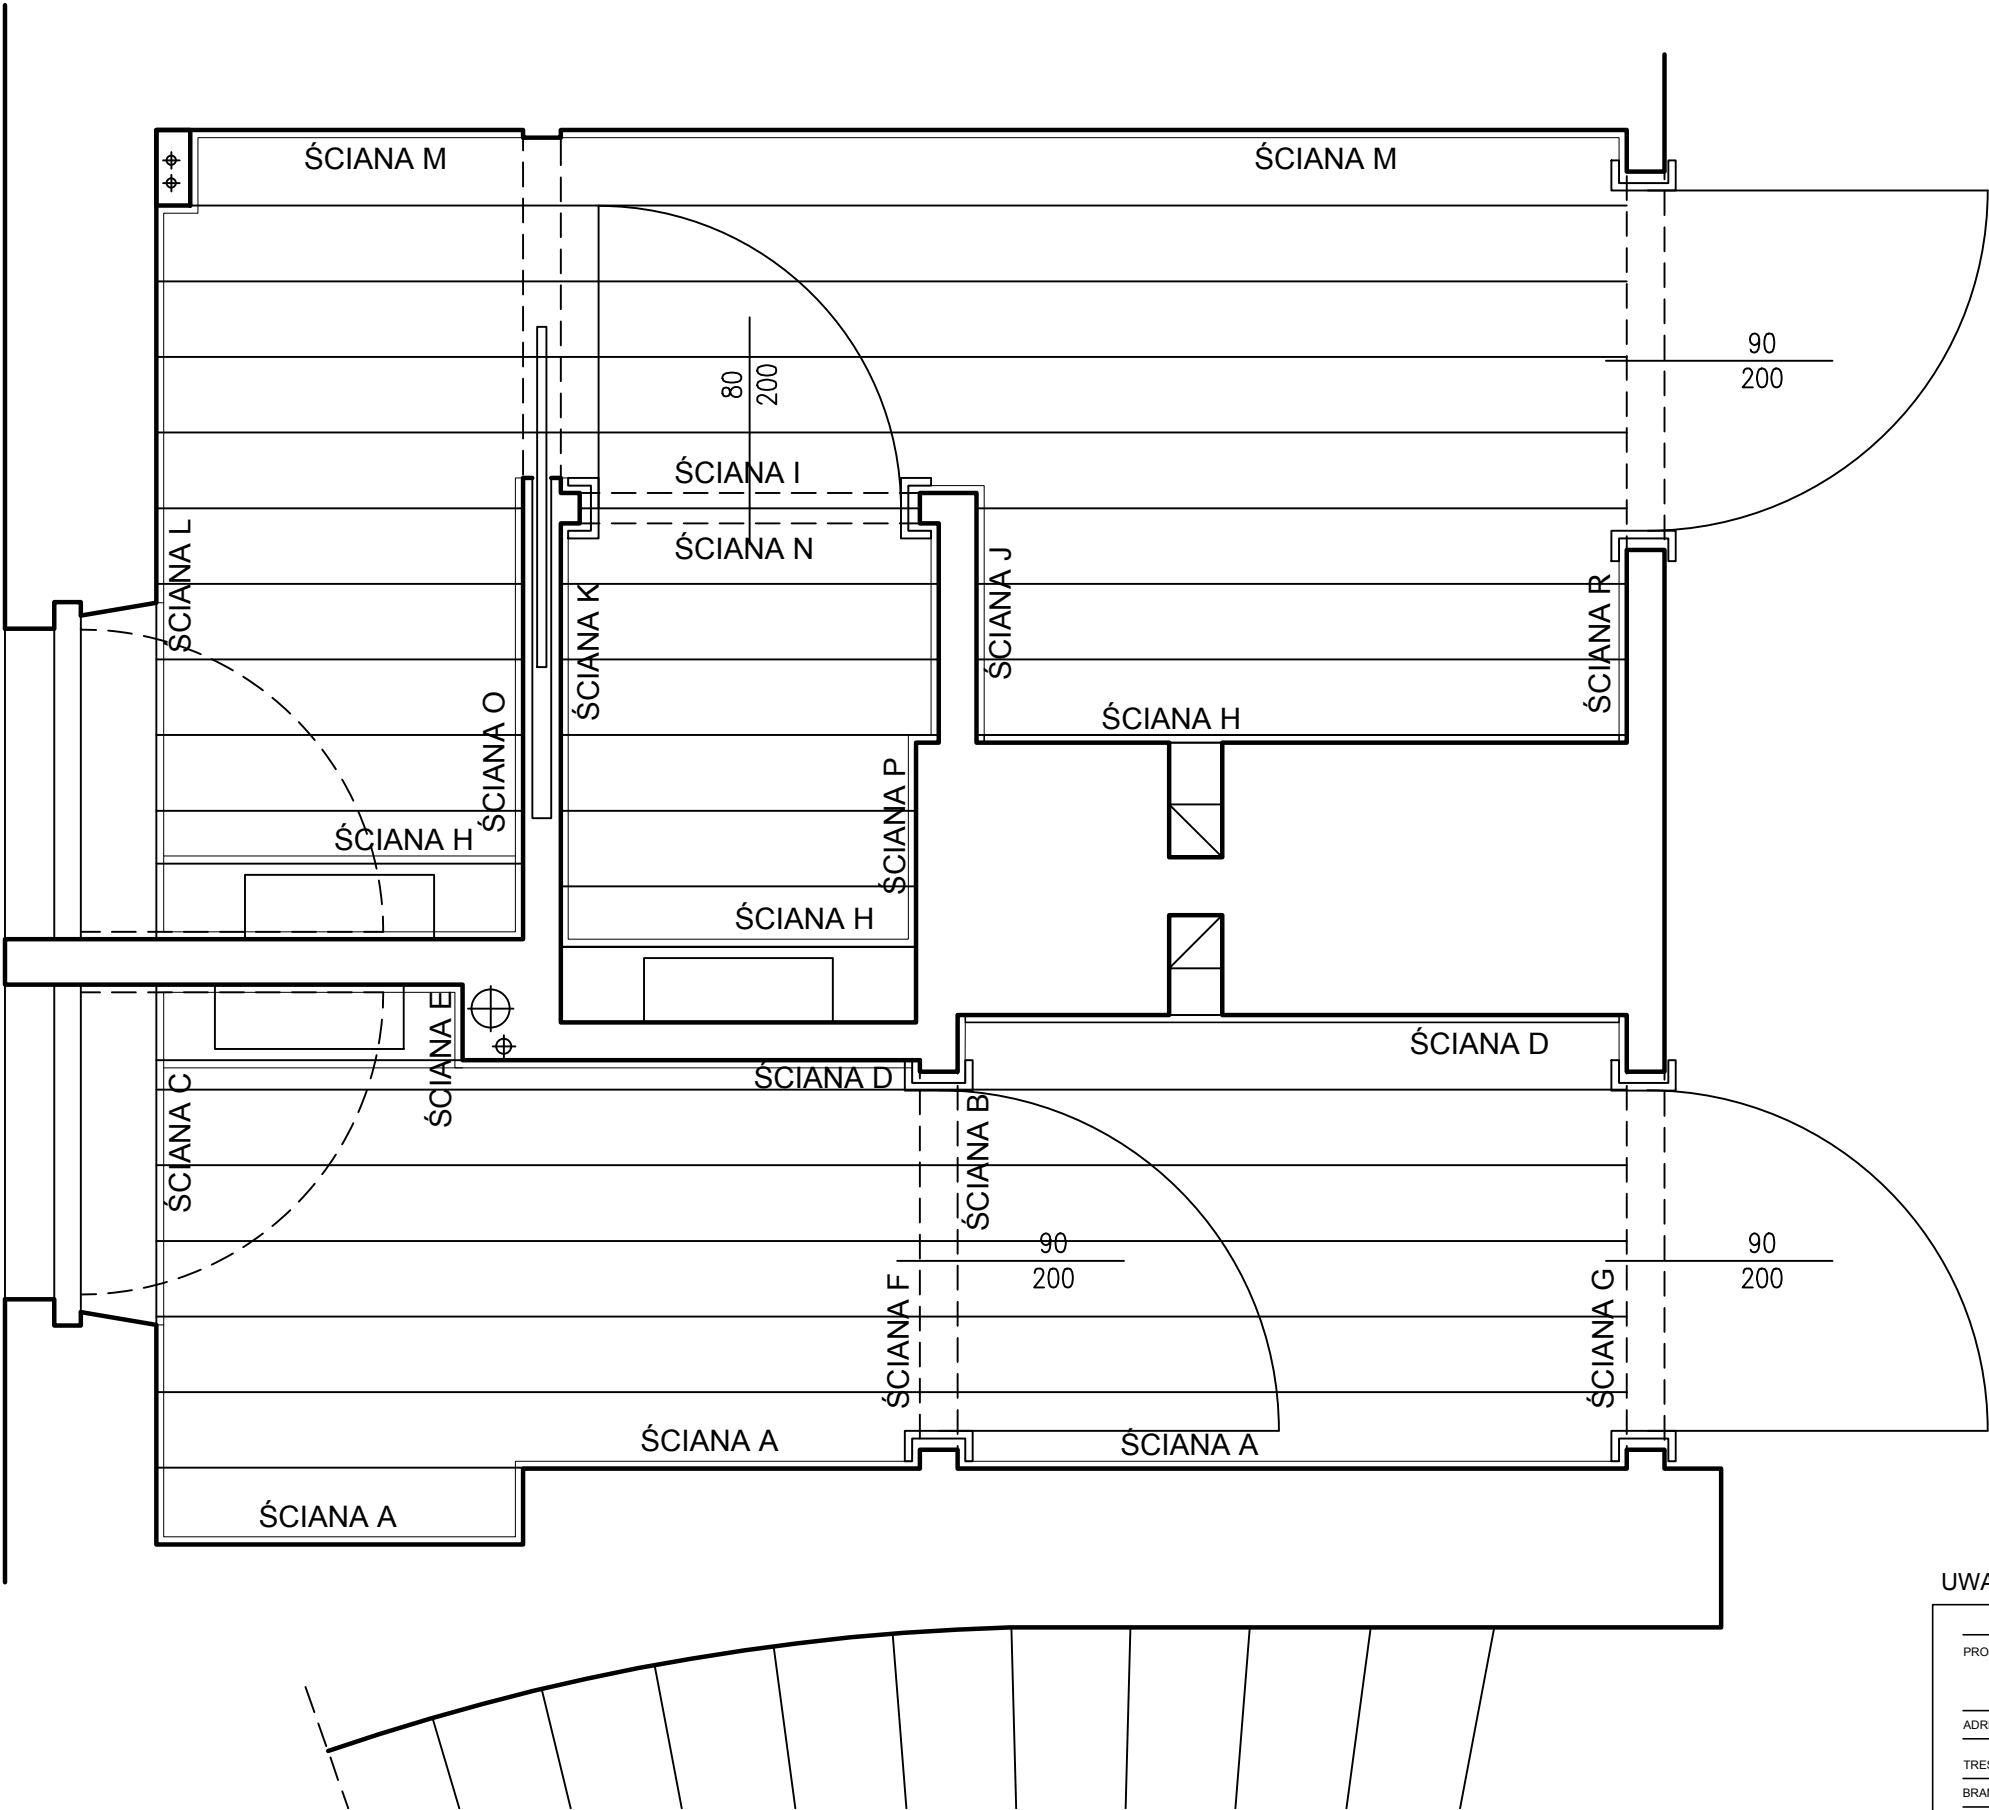 ŚCIANA M
ŚCIANA M
90
200
80
200
ŚCIANA I
ŚCIANA N
ŚCIANA L
ŚCIANA K
ŚCIANA J
ŚCIANA R
ŚCIANA O
ŚCIANA H
ŚCIANA P
ŚCIANA H
ŚCIANA H
ŚCIANA E
ŚCIANA D
ŚCIANA D
ŚCIANA C
ŚCIANA B
90
200
90
200
ŚCIANA F
ŚCIANA G
ŚCIANA A
ŚCIANA A
ŚCIANA A